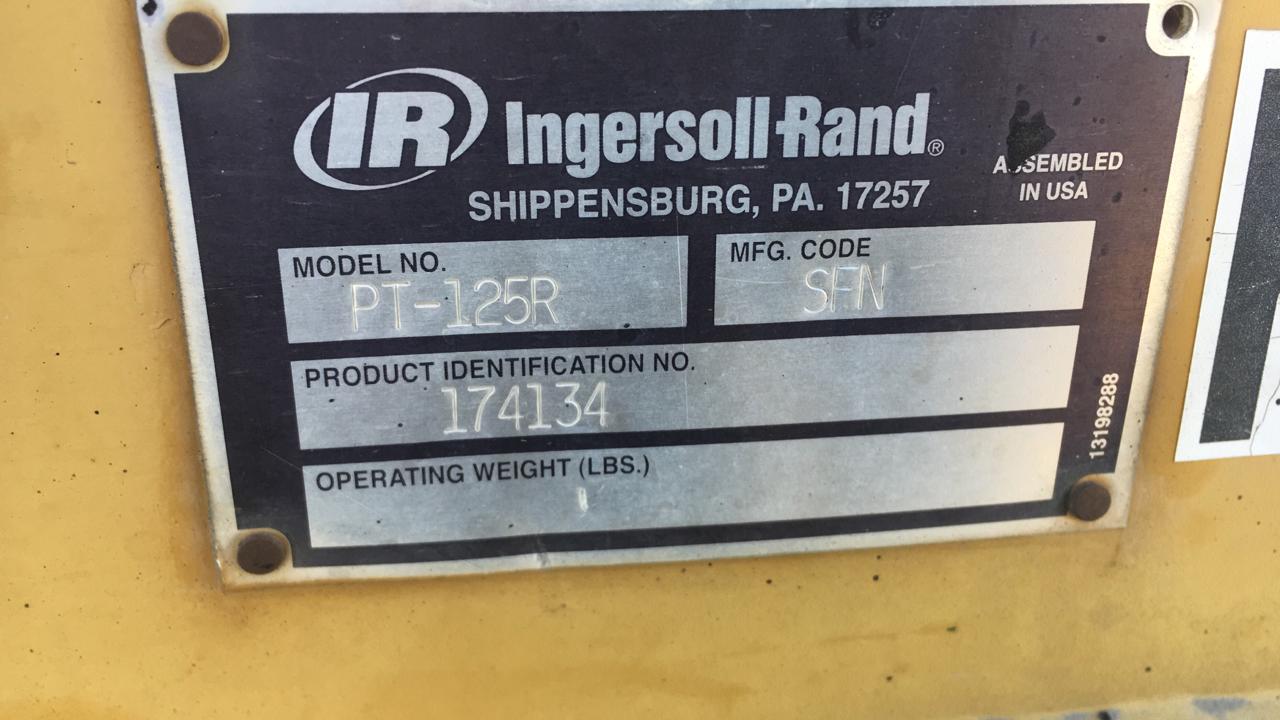 IR Ingersoll-Rand®
SHIPPENSBURG, PA. 17257
ASSEMBLED
IN USA
MODEL NO.
PT-125R
MFG. CODE
SFN
PRODUCT IDENTIFICATION NO.
174134
OPERATING WEIGHT (LBS.)
13198288